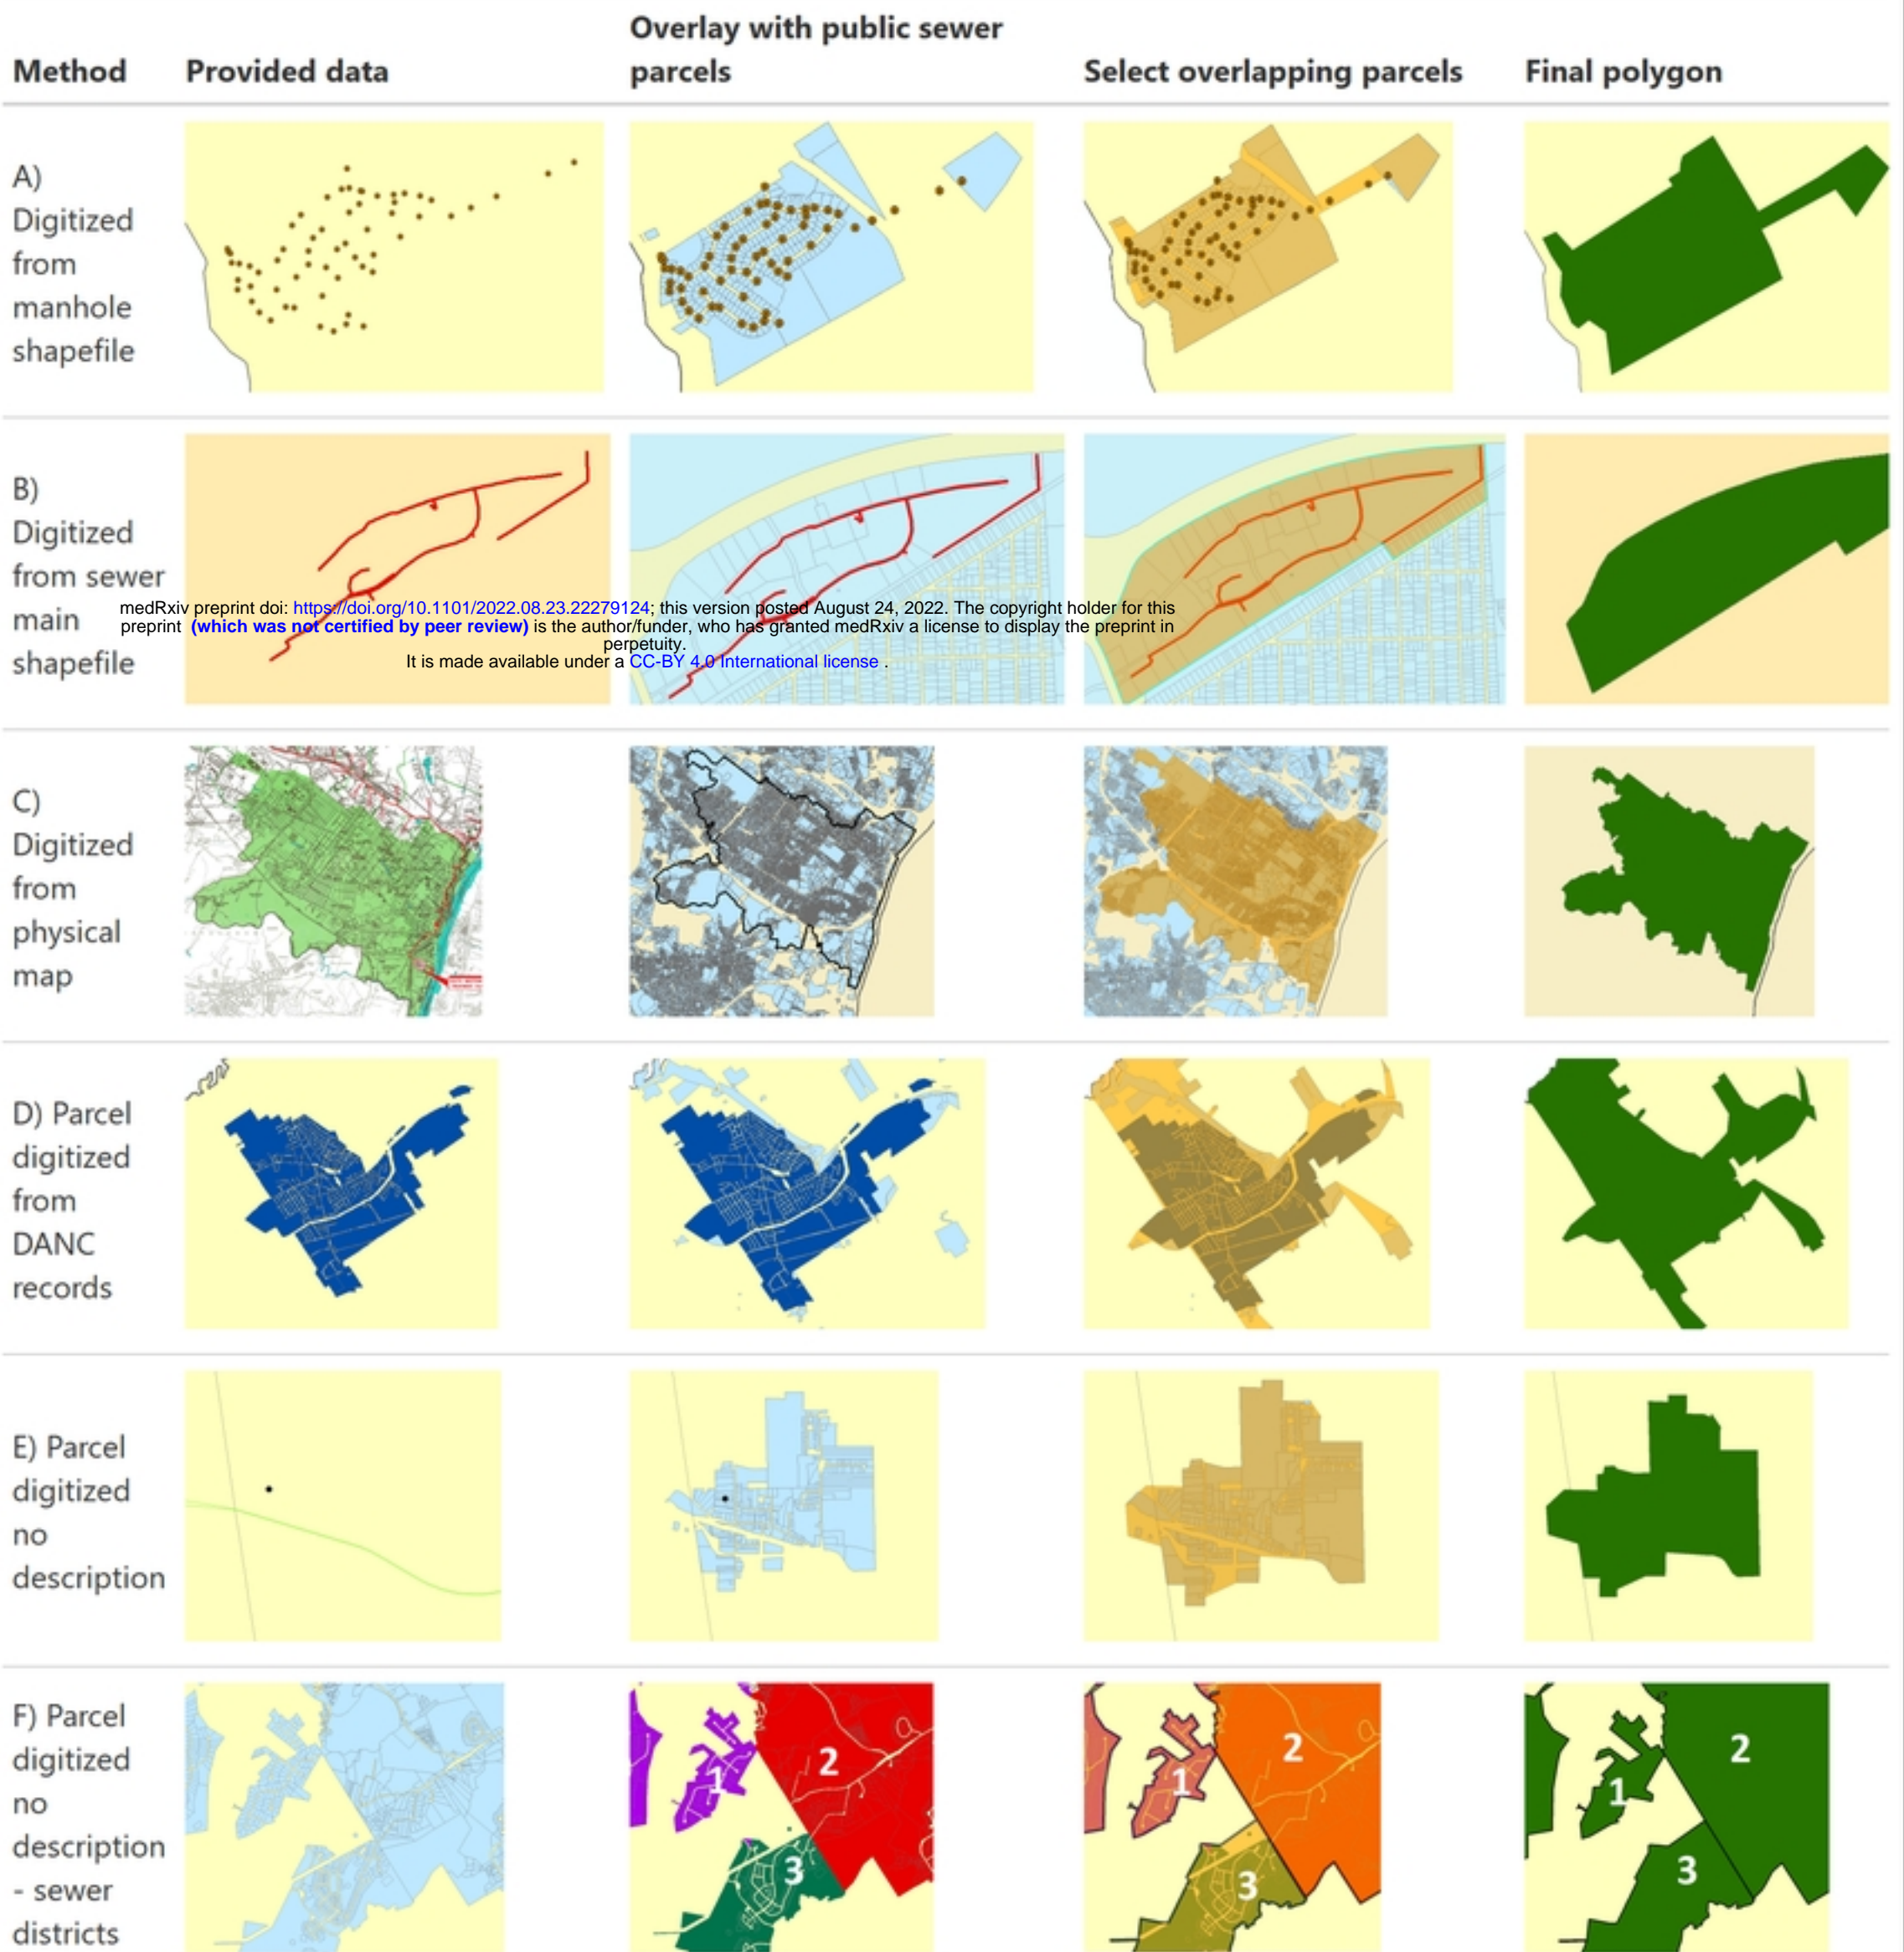 Method
Provided data
Overlay with public sewer
parcels
Select overlapping parcels
Final polygon
A)
Digitized
from
manhole
shapefile
B)
Digitized
from sewer
main
shapefile
medRxiv preprint doi: https://doi.org/10.1101/2022.08.23.22279124; this version posted August 24, 2022. The copyright holder for this
preprint (which was not certified by peer review) is the author/funder, who has granted medRxiv a license to display the preprint in
perpetuity.
It is made available under a CC-BY 4.0 International license .
C)
Digitized
from
physical
map
D) Parcel
digitized
from
DANC
records
E) Parcel
digitized
no
description
F) Parcel
digitized
no
description
- sewer
districts
1
2
3
1
2
3
1
2
3